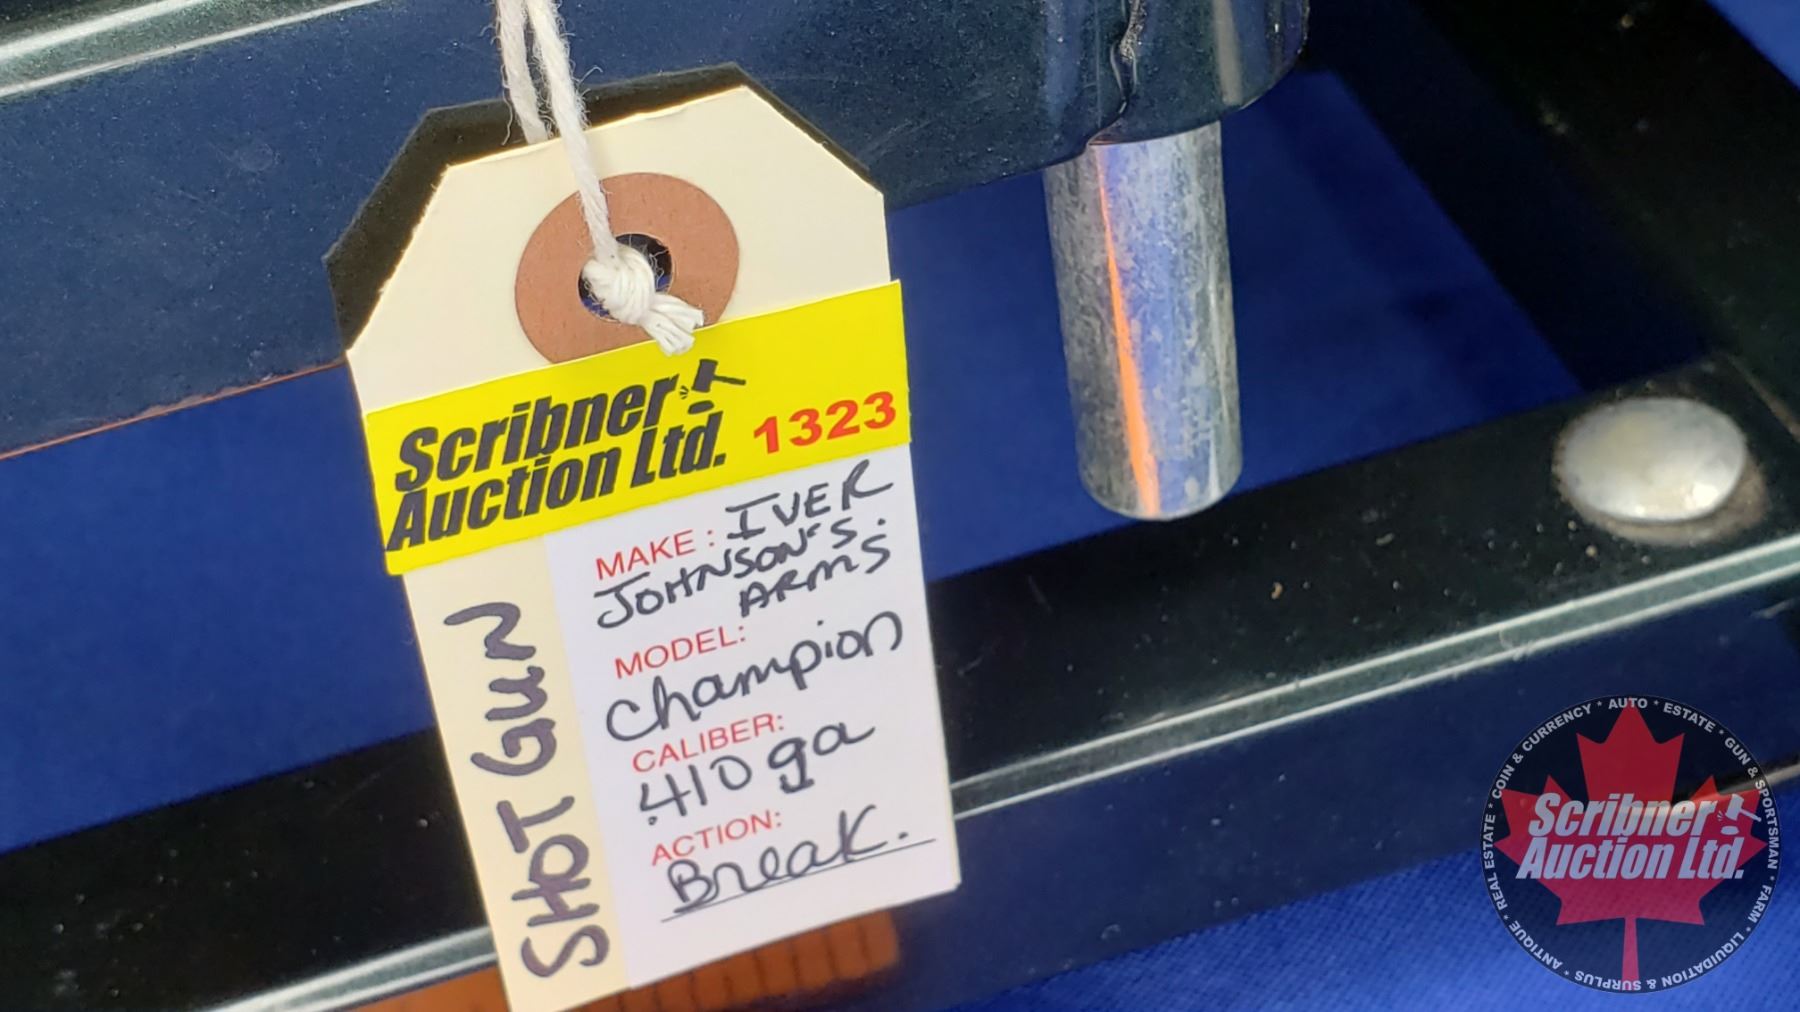 Scribner
Auction Ltd.
1323
MAKE: IVER
JOHNSON'S.
ARMS
MODEL:
Champion
CALIBER:
.410 ga
ACTION:
Break.
SHOT GUN
REAL ESTATE * COIN & CURRENCY * AUTO * ESTATE * GUN & SPORTSMAN * FARM * LIQUIDATION & SURPLUS * ANTIQUE *
Scribner
Auction Ltd.